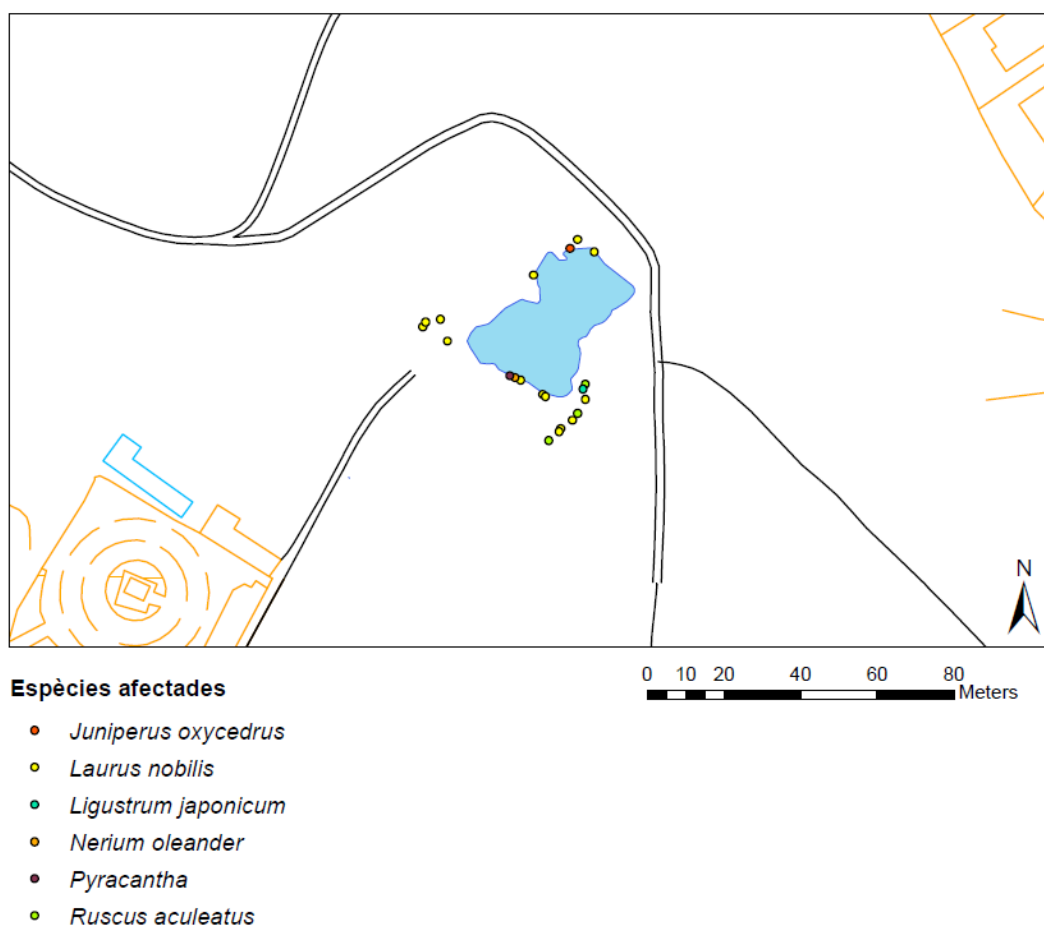 N
0 10 20 40 60 80
Meters
Espècies afectades
Juniperus oxycedrus
Laurus nobilis
Ligustrum japonicum
Nerium oleander
Pyracantha
Ruscus aculeatus